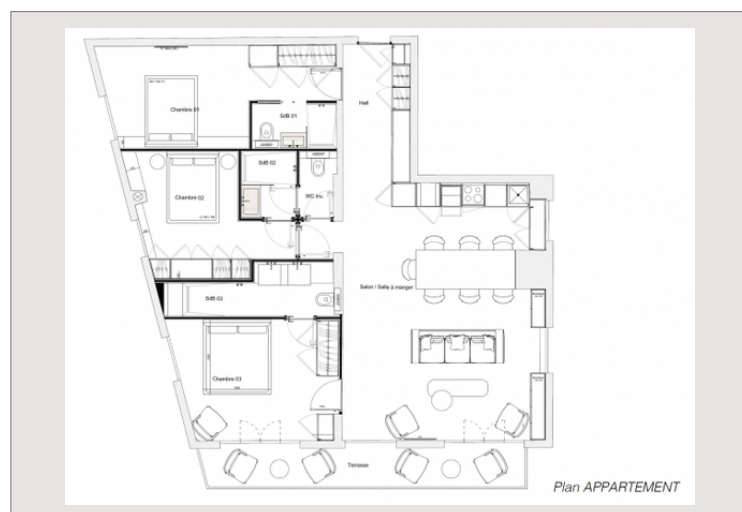 Chambre 01
SdB 01
Hall
SdB 02
WC Inv.
Chambre 02
Salon / Salle à manger
SdB 03
Chambre 03
Terrasse
Plan APPARTEMENT